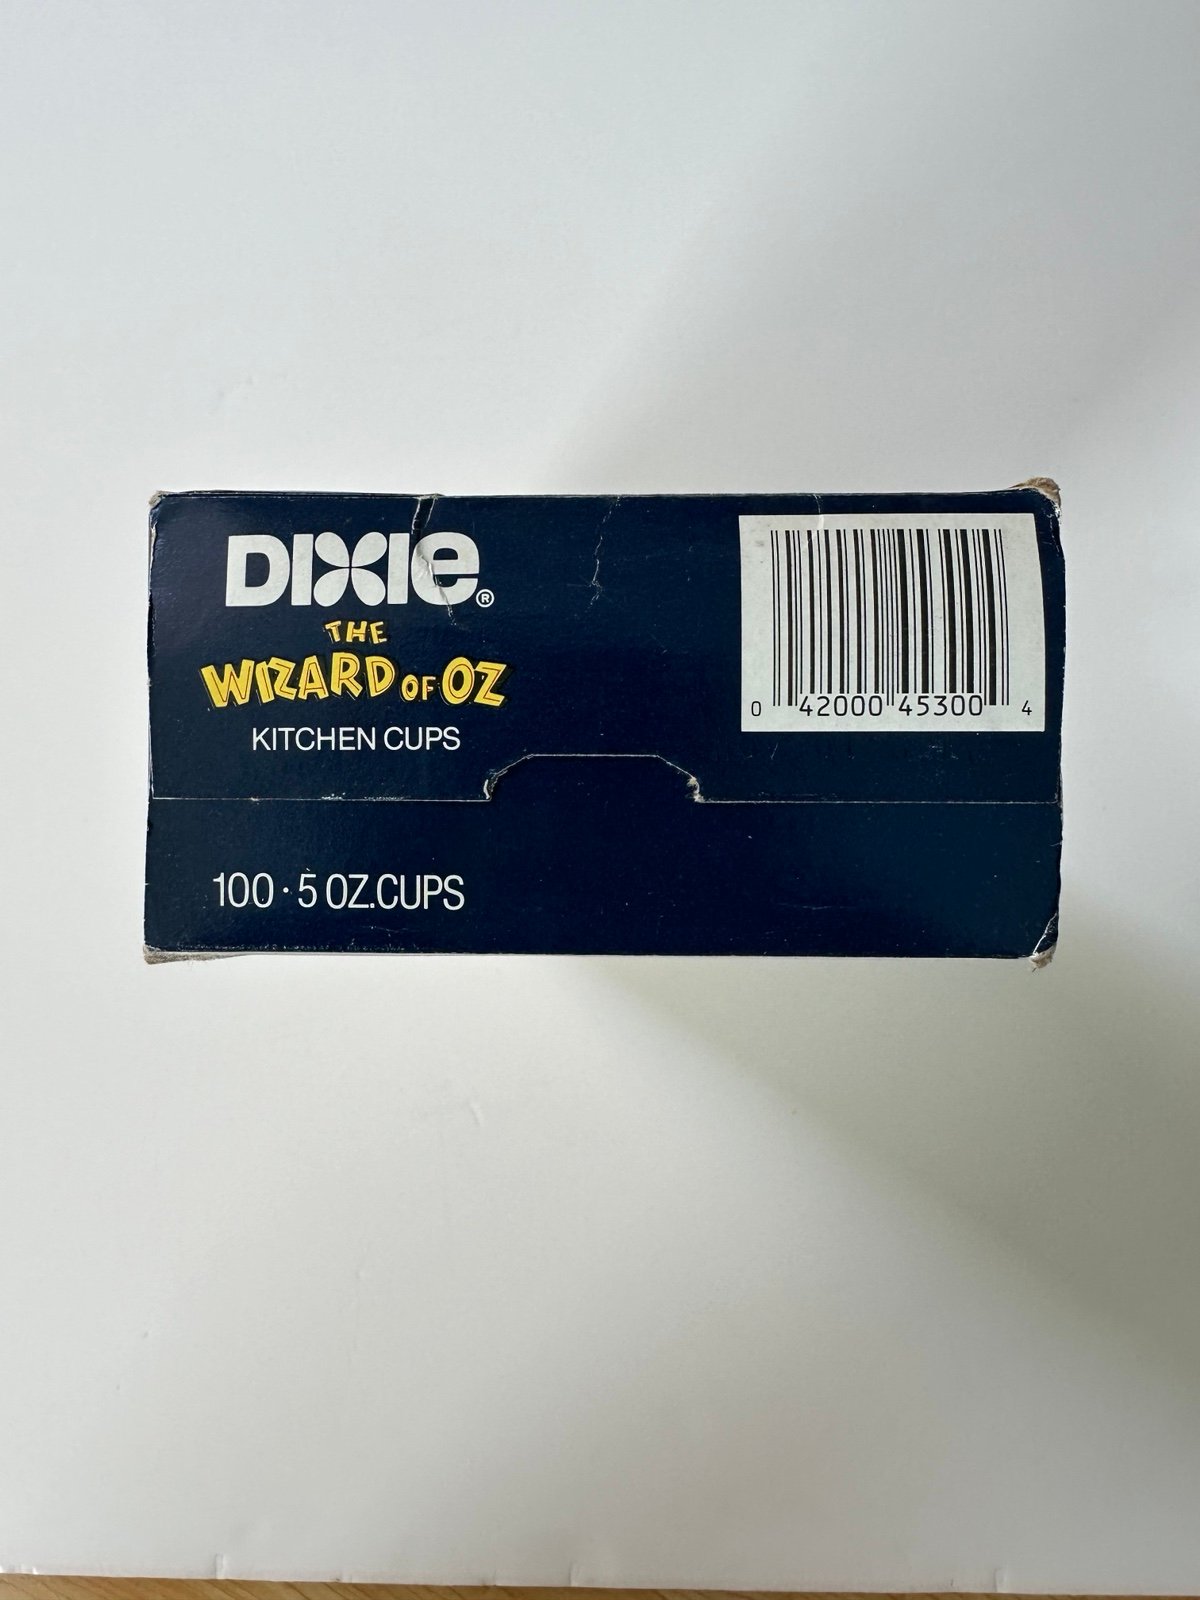 DIXIE®
THE
WIZARD OF OZ
KITCHEN CUPS
0 42000 45300 4
100 · 5 OZ. CUPS